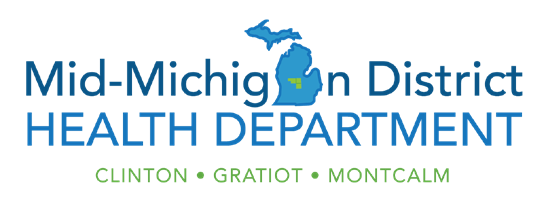 Mid-Michigan District
HEALTH DEPARTMENT
CLINTON • GRATIOT • MONTCALM